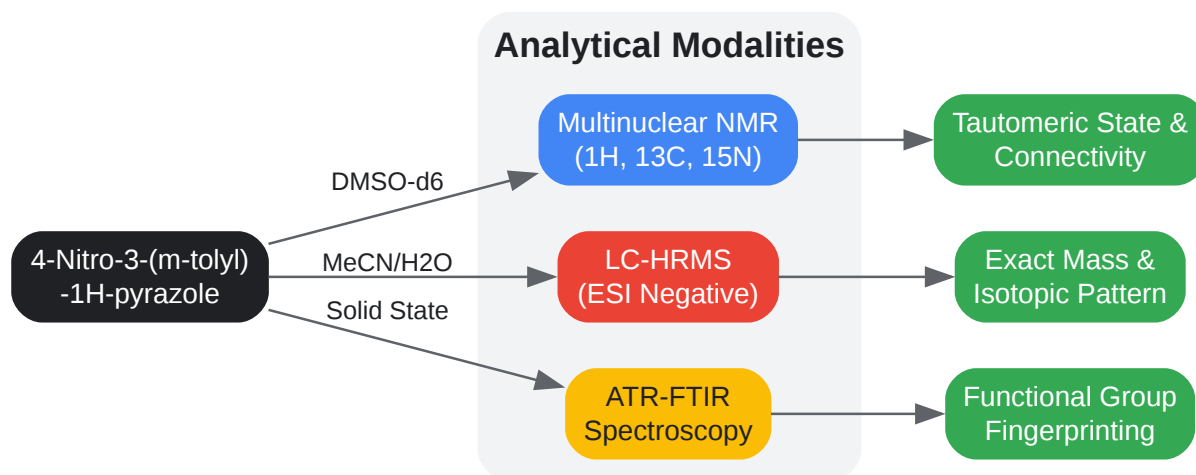 Analytical Modalities
4-Nitro-3-(m-tolyl)
-1H-pyrazole
DMSO-d6
MeCN/H2O
Solid State
Multinuclear NMR
(1H, 13C, 15N)
LC-HRMS
(ESI Negative)
ATR-FTIR
Spectroscopy
Tautomeric State &
Connectivity
Exact Mass &
Isotopic Pattern
Functional Group
Fingerprinting